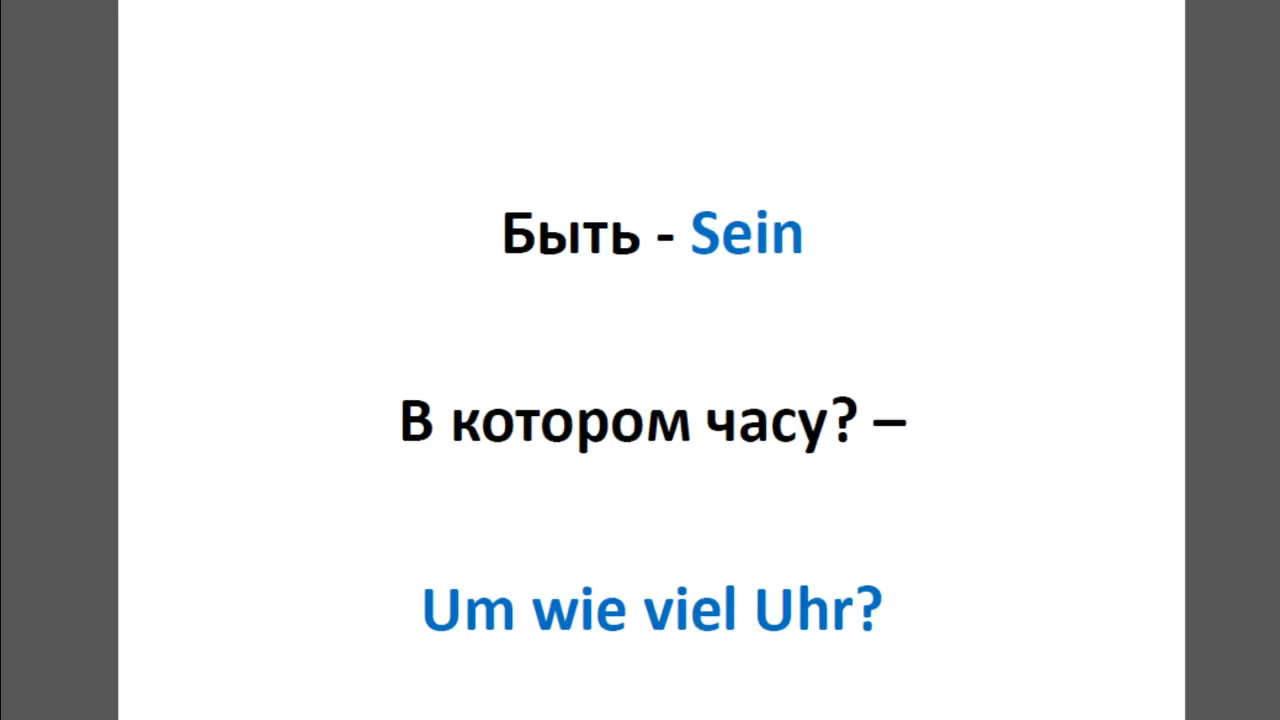 Быть - Sein
В котором часу? –
Um wie viel Uhr?